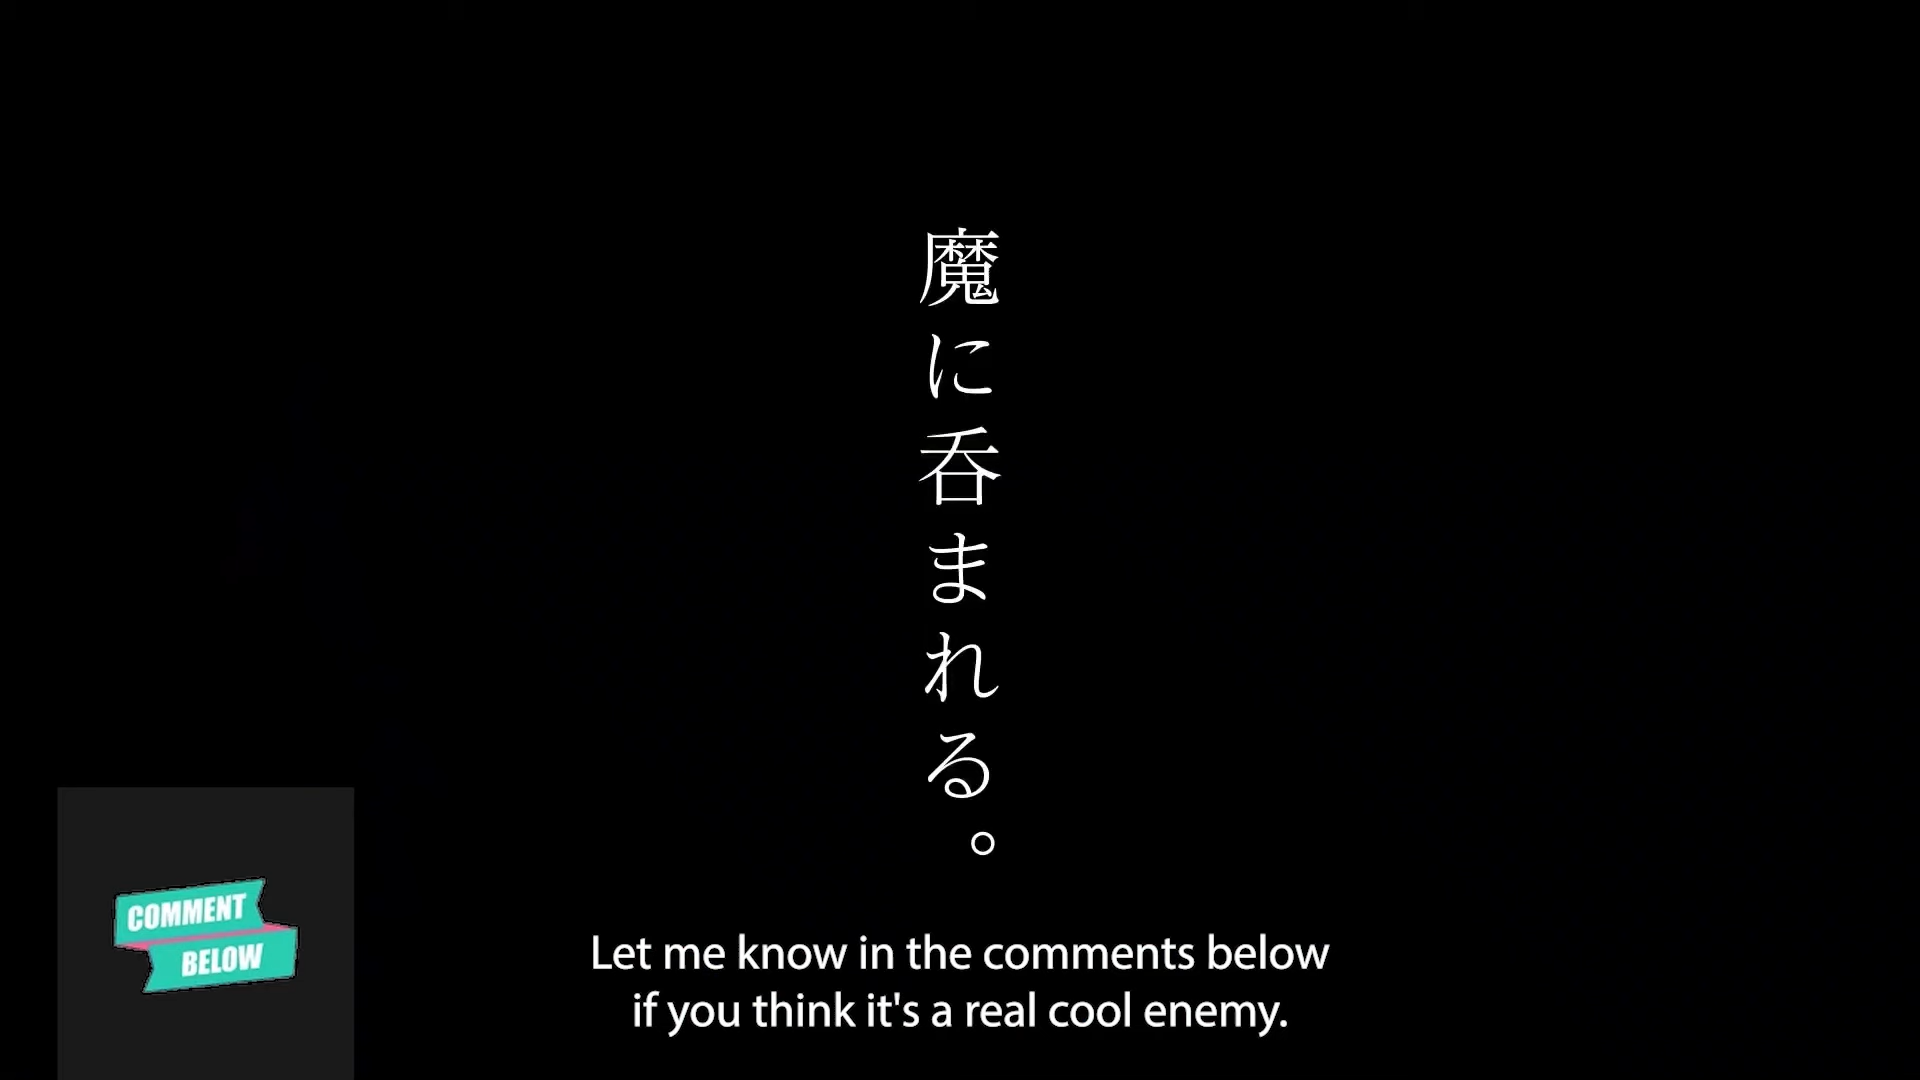 魔に呑まれる。
COMMENT
BELOW
Let me know in the comments below
if you think it's a real cool enemy.